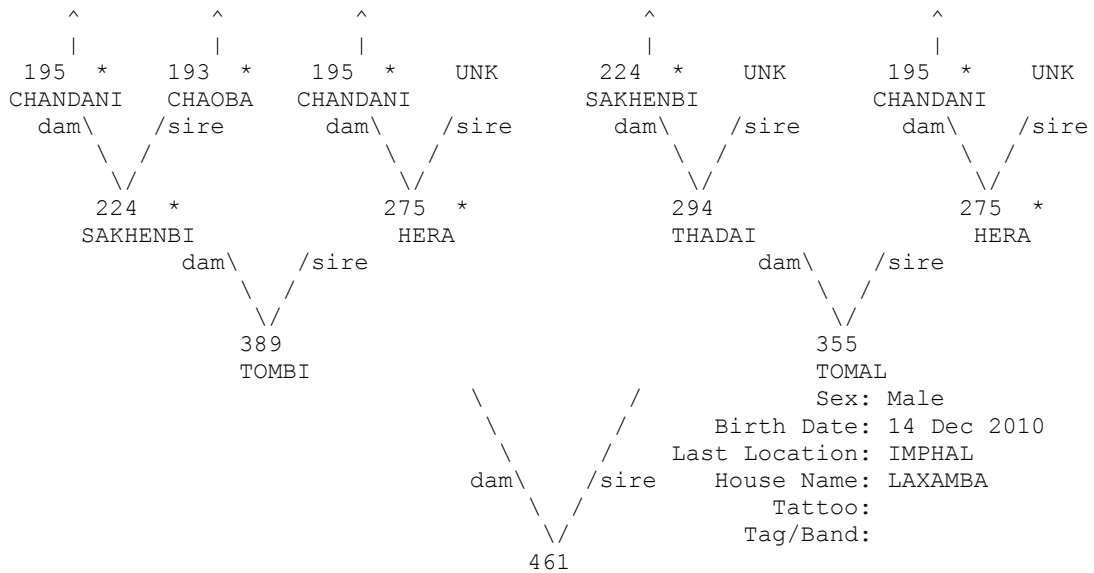 ^ ^ ^ ^ ^
| | | | |
195 * 193 * 195 * UNK 224 * UNK 195 * UNK
CHANDANI CHAOBA CHANDANI SAKHENBI CHANDANI
dam\ /sire dam\ /sire dam\ /sire dam\ /sire
\ / \ / \ / \ /
\/ \/ \/ \/
224 * 275 * 294 275 *
SAKHENBI HERA THADAI HERA
dam\ /sire dam\ /sire
\ / \ /
\/ \/
389 355
TOMBI TOMAL
\ / Sex: Male
\ / Birth Date: 14 Dec 2010
\ / Last Location: IMPHAL
dam\ /sire House Name: LAXAMBA
\ / Tattoo:
\/ Tag/Band:
461